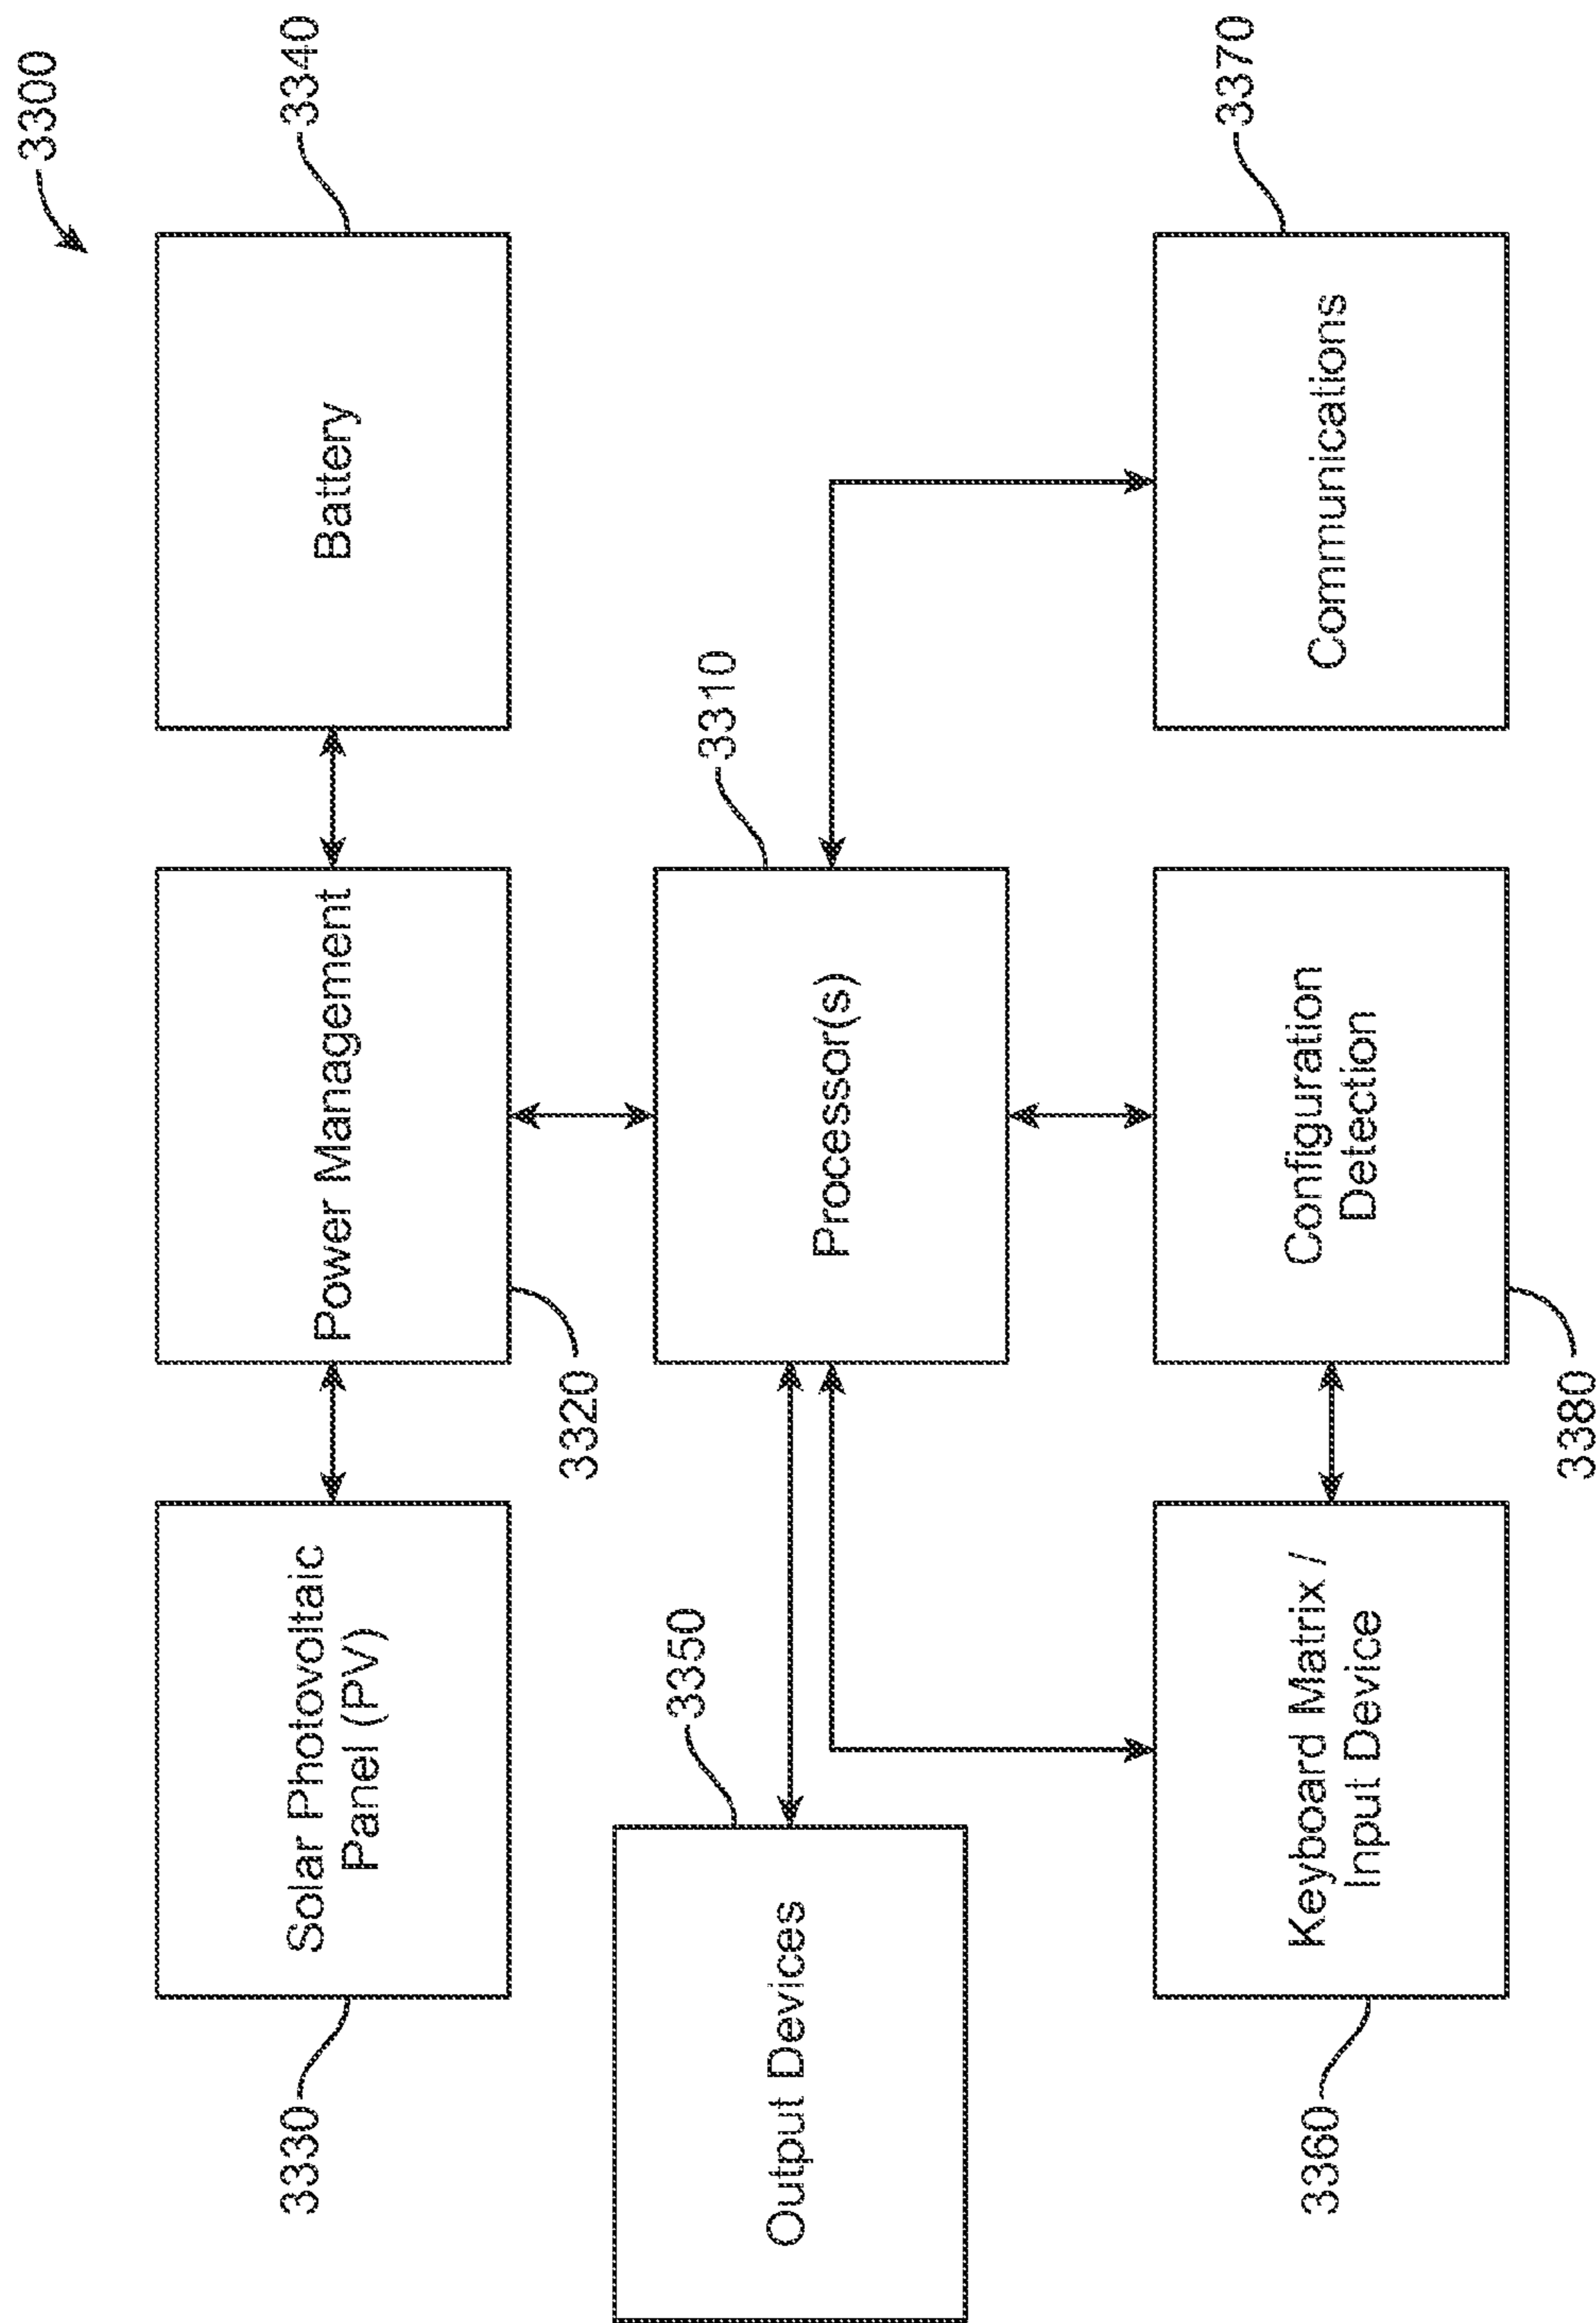 3300
Solar Photovoltaic
Panel (PV)
3330
Power Management
3320
Battery
3340
Output Devices
3350
Processor(s)
3310
Keyboard Matrix /
Input Device
3360
Configuration
Detection
3380
Communications
3370